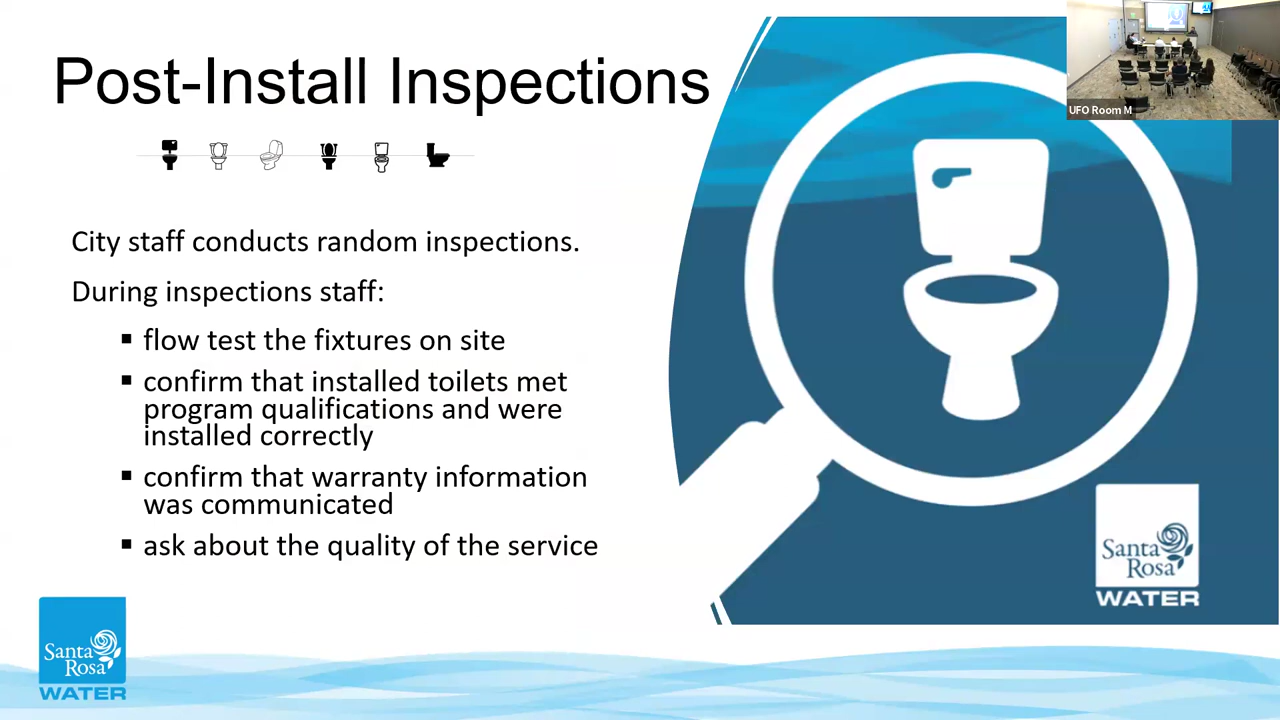 Post-Install Inspections
UFO Room M
City staff conducts random inspections.
During inspections staff:
▪ flow test the fixtures on site
▪ confirm that installed toilets met
program qualifications and were
installed correctly
▪ confirm that warranty information
was communicated
▪ ask about the quality of the service
Santa
Rosa
WATER
Santa
Rosa
WATER